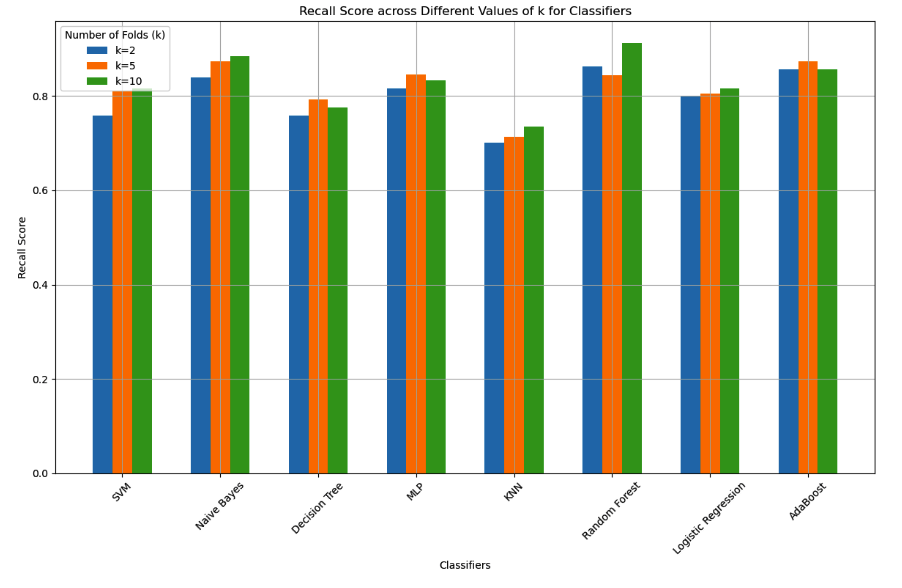 Recall Score across Different Values of k for Classifiers
Number of Folds (k)
k=2
k=5
k=10
Recall Score
0.8
0.6
0.4
0.2
0.0
SVM
Naive Bayes
Decision Tree
MLP
KNN
Random Forest
Logistic Regression
AdaBoost
Classifiers